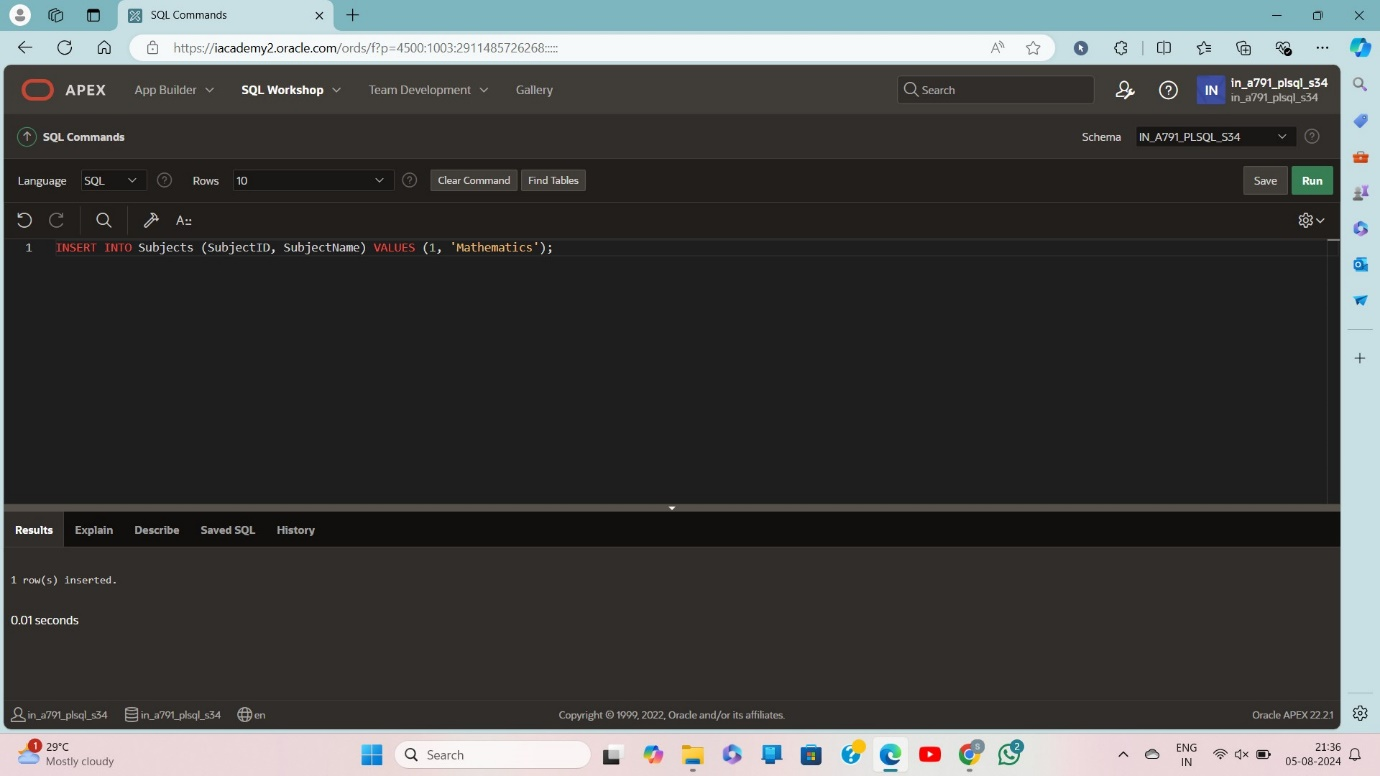 SQL Commands
https://iacademy2.oracle.com/ords/f?p=4500:1003:2911485726268:::::
APEX App Builder SQL Workshop Team Development Gallery Search IN in_a791_plsql_s34
in_a791_plsql_s34
SQL Commands Schema IN_A791_PLSQL_S34
Language SQL Rows 10 Clear Command Find Tables Save Run
A::
1 INSERT INTO Subjects (SubjectID, SubjectName) VALUES (1, 'Mathematics');
Results Explain Describe Saved SQL History
1 row(s) inserted.
0.01 seconds
in_a791_plsql_s34 in_a791_plsql_s34 en Copyright © 1999, 2022, Oracle and/or its affiliates. Oracle APEX 22.2.1
1 29°C
Mostly cloudy
Search
5
2
ENG
IN
21:36
05-08-2024